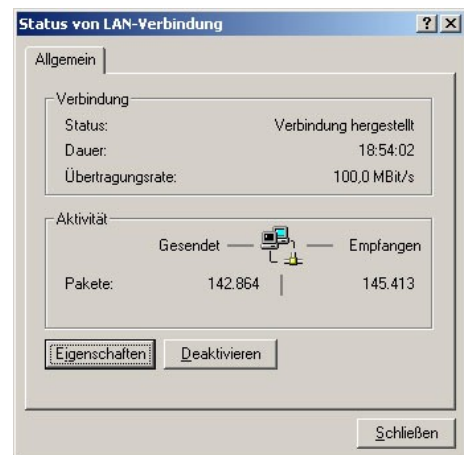 Status von LAN-Verbindung
Allgemein
Verbindung
Status: Verbindung hergestellt
Dauer: 18:54:02
Übertragungsrate: 100,0 MBit/s
Aktivität
Gesendet Empfangen
Pakete: 142.864 145.413
Eigenschaften Deaktivieren
Schließen